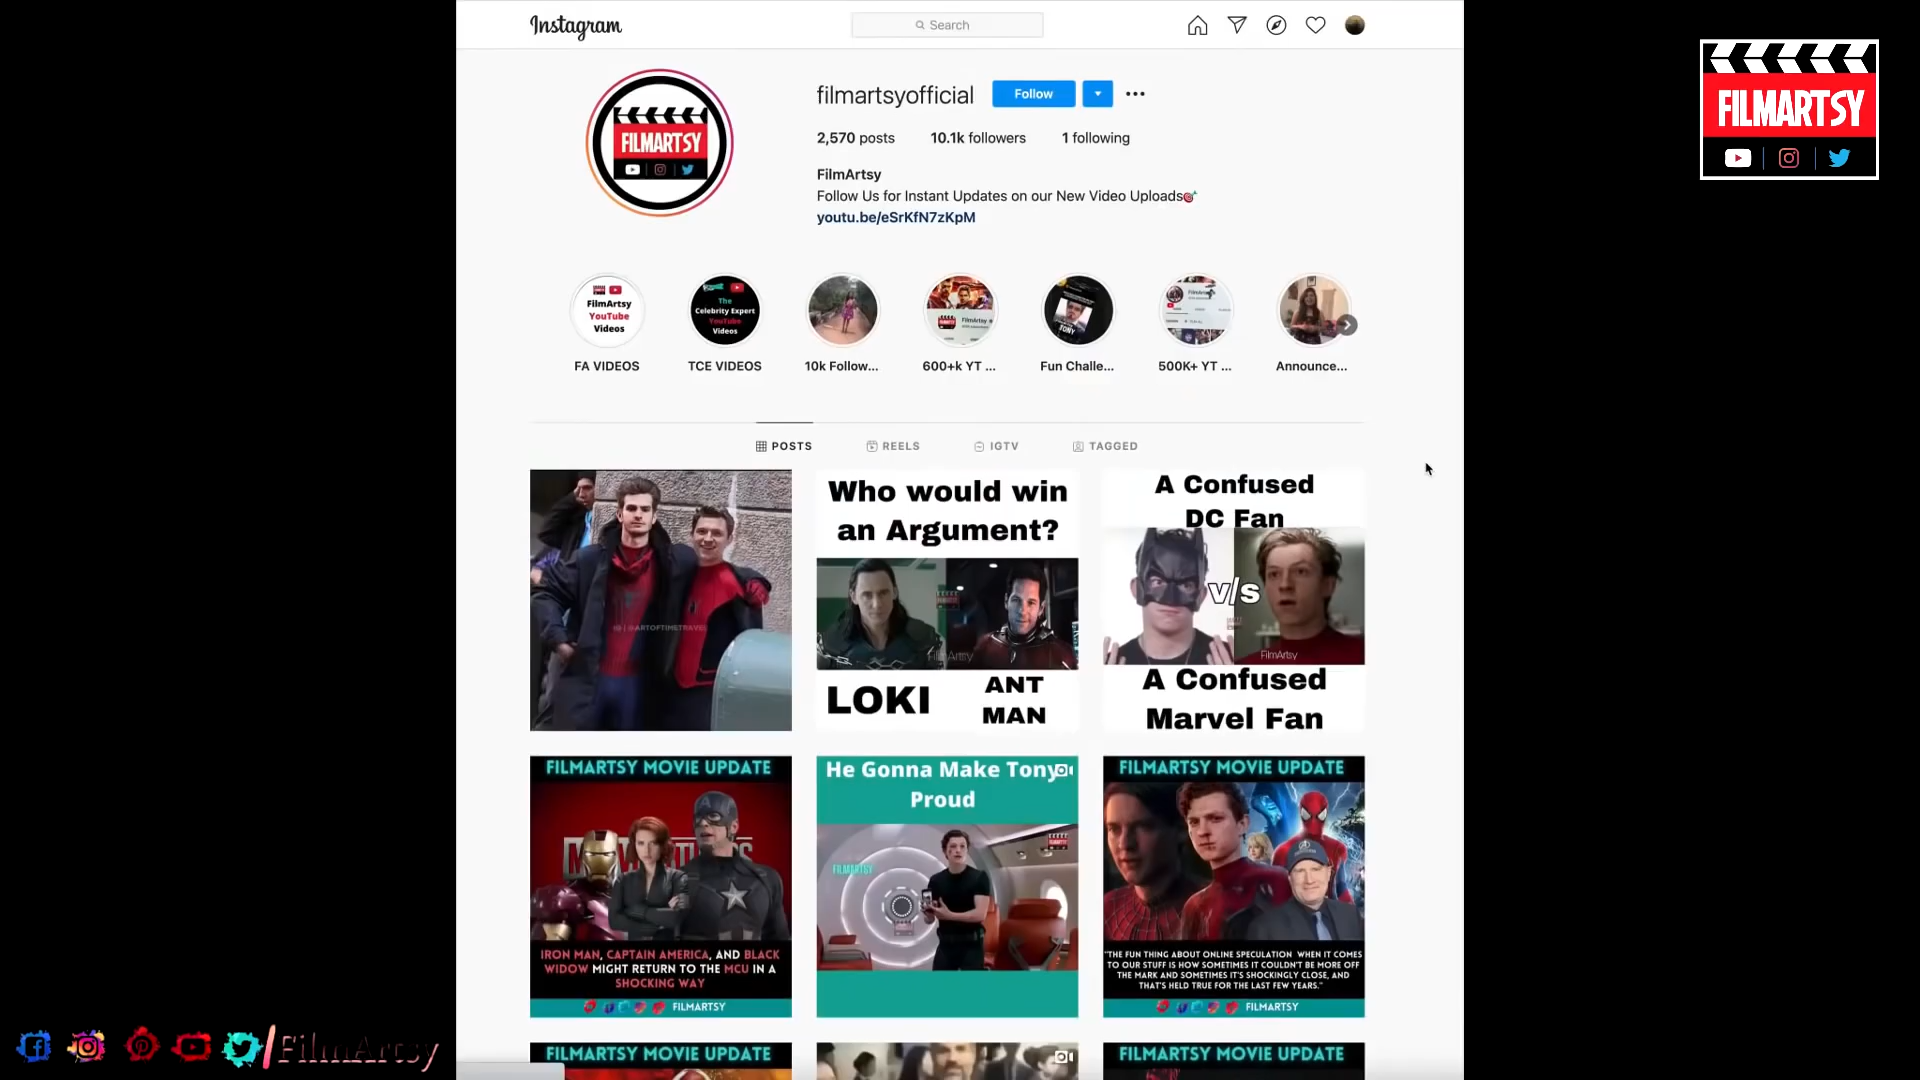 Instagram
Search
FILMARTSY
filmartsyofficial
Follow
2,570 posts
10.1k followers
1 following
FILMARTSY
FilmArtsy
Follow Us for Instant Updates on our New Video Uploads
youtu.be/eSrKfN7zKpM
FilmArtsy
YouTube
Videos
The
Celebrity Expert
YouTube
Videos
TONY
FA VIDEOS
TCE VIDEOS
10k Follow...
600+k YT ...
Fun Challe...
500K+ YT ...
Announce...
POSTS
REELS
IGTV
TAGGED
@ARTOFTIMETRAVEL
Who would win
an Argument?
FilmArtsy
LOKI
ANT
MAN
A Confused
DC Fan
v/s
FilmArtsy
A Confused
Marvel Fan
FILMARTSY MOVIE UPDATE
IRON MAN, CAPTAIN AMERICA, AND BLACK
WIDOW MIGHT RETURN TO THE MCU IN A
SHOCKING WAY
FILMARTSY
He Gonna Make Tony
Proud
FILMARTSY
FILMARTSY MOVIE UPDATE
"THE FUN THING ABOUT ONLINE SPECULATION WHEN IT COMES
TO OUR STUFF IS HOW SOMETIMES IT COULDN'T BE MORE OFF
THE MARK AND SOMETIMES IT'S SHOCKINGLY CLOSE, AND
THAT'S HELD TRUE FOR THE LAST FEW YEARS."
FILMARTSY
FILMARTSY MOVIE UPDATE
FILMARTSY MOVIE UPDATE
/FilmArtsy